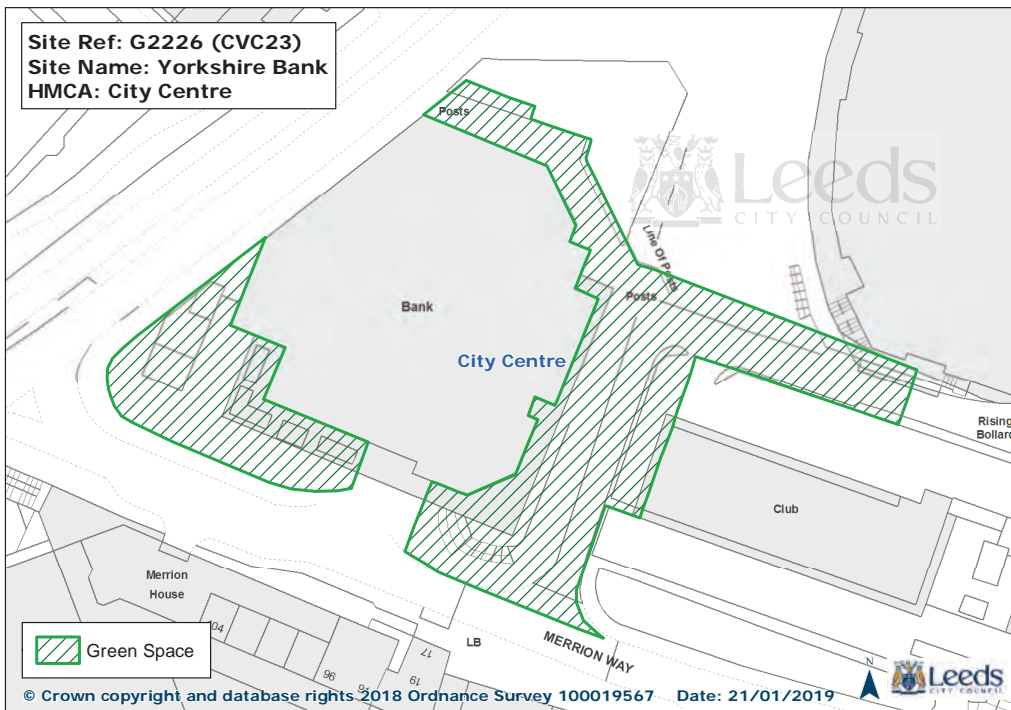 Site Ref: G2226 (CVC23)
Site Name: Yorkshire Bank
HMCA: City Centre
Posts
Leeds
CITY COUNCIL
Line Of Posts
Posts
Bank
City Centre
Rising
Bollard
Club
Merrion
House
104
96
17
19
LB
MERRION WAY
Green Space
N
Leeds
CITY COUNCIL
© Crown copyright and database rights 2018 Ordnance Survey 100019567 Date: 21/01/2019